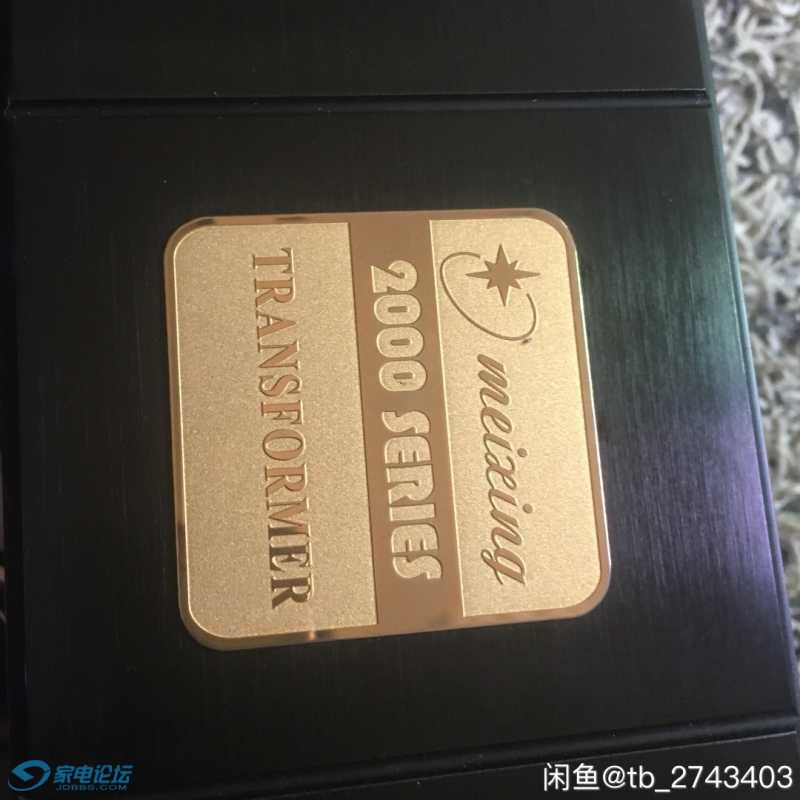 meixing
2000 SERIES
TRANSFORMER
家电论坛
JDBBS.COM
闲鱼@tb_2743403